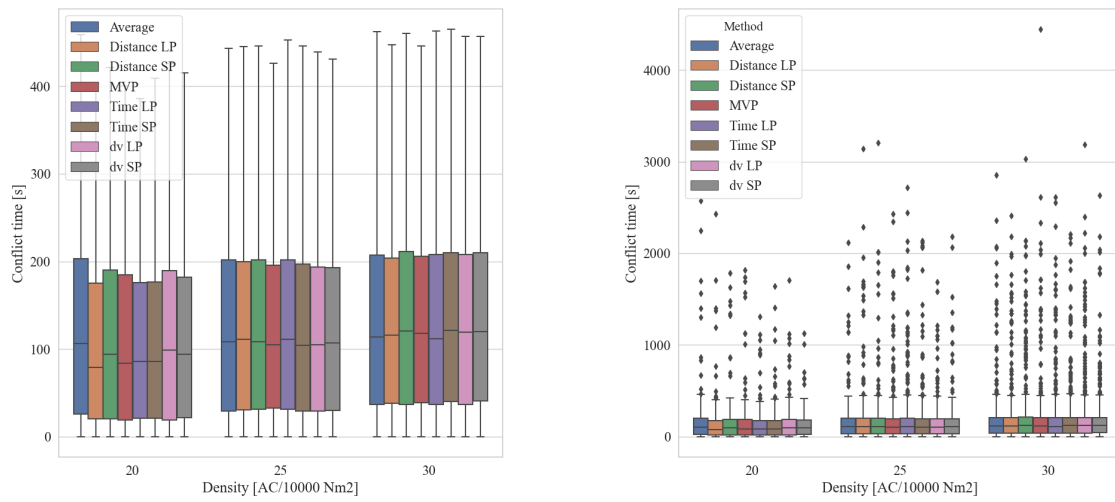 Average
Distance LP
Distance SP
MVP
Time LP
Time SP
dv LP
dv SP
400
300
200
100
0
Conflict time [s]
20
25
30
Density [AC/10000 Nm2]
Method
Average
Distance LP
Distance SP
MVP
Time LP
Time SP
dv LP
dv SP
4000
3000
2000
1000
0
Conflict time [s]
20
25
30
Density [AC/10000 Nm2]